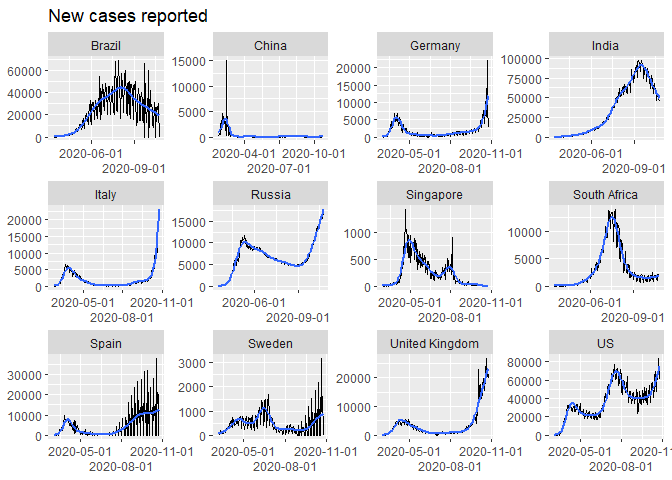 New cases reported
Brazil China Germany India
60000 40000 20000 0
15000 10000 5000 0
20000 15000 10000 5000 0
100000 75000 50000 25000 0
2020-06-01 2020-09-01
2020-04-01 2020-07-01 2020-10-01
2020-05-01 2020-08-01 2020-11-01
2020-06-01 2020-09-01
Italy Russia Singapore South Africa
20000 15000 10000 5000 0
15000 10000 5000 0
1000 500 0
10000 5000 0
2020-05-01 2020-08-01 2020-11-01
2020-06-01 2020-09-01
2020-05-01 2020-08-01 2020-11-01
2020-06-01 2020-09-01
Spain Sweden United Kingdom US
30000 20000 10000 0
3000 2000 1000 0
20000 10000 0
80000 60000 40000 20000 0
2020-05-01 2020-08-01 2020-11-01
2020-05-01 2020-08-01 2020-11-01
2020-05-01 2020-08-01 2020-11-01
2020-05-01 2020-08-01 2020-11-